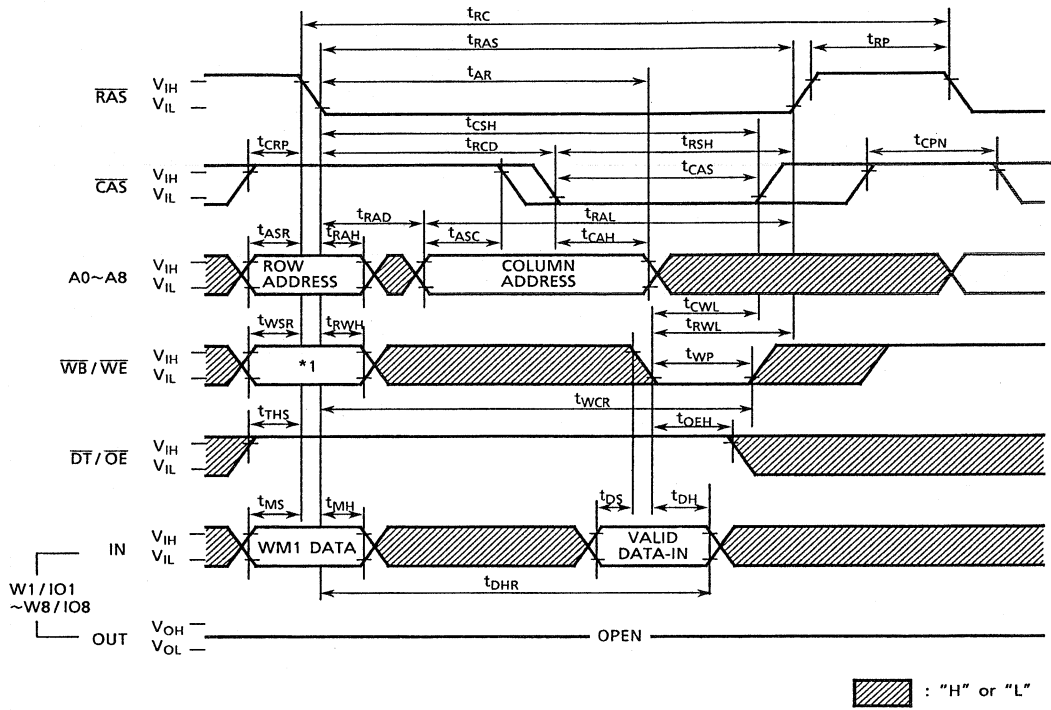 tRC
tRAS
tRP
tAR
RAS
VIH
VIL
tCSH
tCRP
tRCD
tRSH
tCPN
CAS
VIH
VIL
tCAS
tRAD
tRAL
tASR
tRAH
tASC
tCAH
A0~A8
VIH
VIL
ROW
ADDRESS
COLUMN
ADDRESS
tCWL
tWSR
tRWH
tRWL
WB/WE
VIH
VIL
*1
tWP
tWCR
tTHS
tOEH
DT/OE
VIH
VIL
tMS
tMH
tDS
tDH
IN
VIH
VIL
WM1 DATA
VALID
DATA-IN
tDHR
W1/IO1
~W8/IO8
OUT
VOH
VOL
OPEN
: "H" or "L"